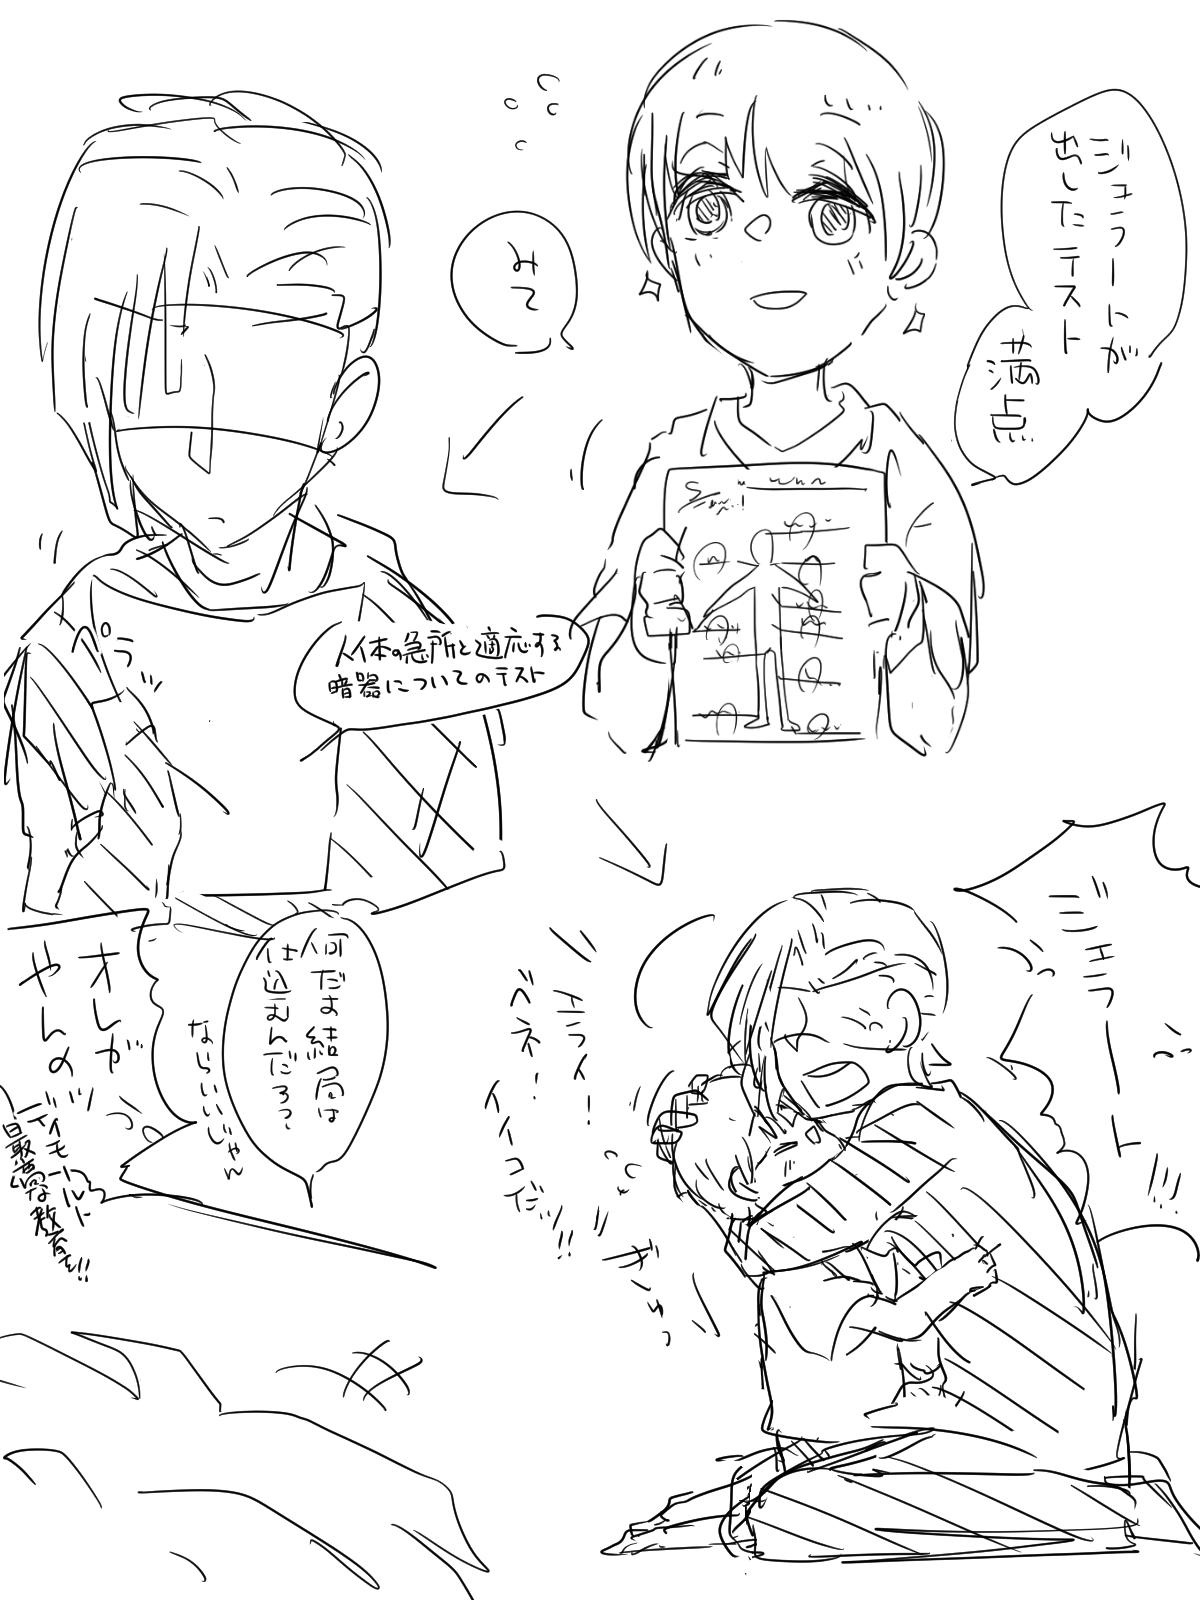 ジェラートが
出したテスト
満点
みて
ペラッ
人体の急所と適応する
暗器についてのテスト
ジェラート!!!
エライ!
ベネ!
イイコだッ!!
ぎゅっ
何だよ結局は
仕込むんだろ?
ならいいじゃん
オレが
やんのッ
ディモールト
最高な教育を!!